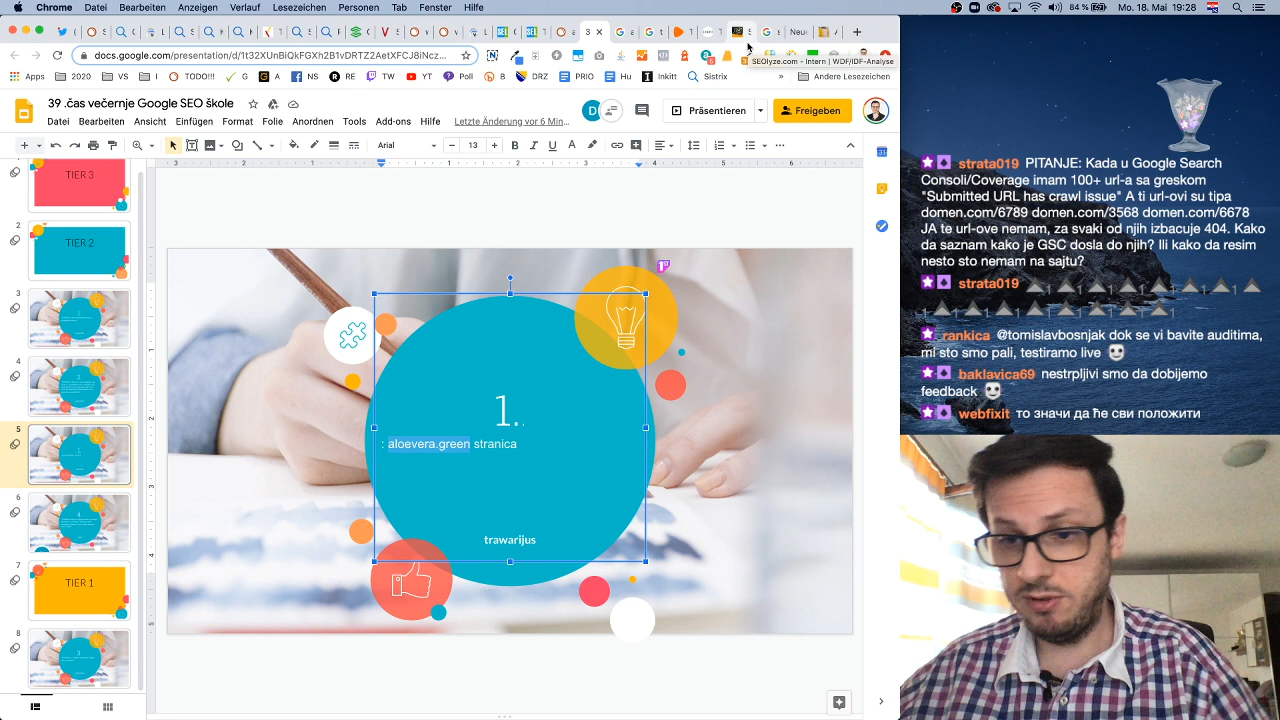 Chrome Datei Bearbeiten Anzeigen Verlauf Lesezeichen Personen Tab Fenster Hilfe
84 % Mo. 18. Mai 19:28
docs.google.com/presentation/d/1t32XUnBiQkFGXh2B1vDRTZ2AetXFCJ8iNcz...
SEOlyze.com - Intern | WDF/IDF-Analyse
Apps 2020 VS TODO!!! G A NS RE TW YT Poll B DRZ PRIO Hu Inkitt Sistrix » Andere Lesezeichen
39 .čas večernje Google SEO škole
Datei Bearbeiten Ansicht Einfügen Format Folie Anordnen Tools Add-ons Hilfe Letzte Änderung vor 6 Min...
D Präsentieren Freigeben
Arial 13 B I U A
TIER 3
2
TIER 2
3
4
5
6
7
TIER 1
8
1..
: aloevera.green stranica
trawarijus
strata019 PITANJE: Kada u Google Search
Consoli/Coverage imam 100+ url-a sa greskom
"Submitted URL has crawl issue" A ti url-ovi su tipa
domen.com/6789 domen.com/3568 domen.com/6678
JA te url-ove nemam, za svaki od njih izbacuje 404. Kako
da saznam kako je GSC dosla do njih? Ili kako da resim
nesto sto nemam na sajtu?
strata019
rankica @tomislavbosnjak dok se vi bavite auditima,
mi sto smo pali, testiramo live
baklavica69 nestrpljivi smo da dobijemo
feedback
webfixit то значи да ће сви положити